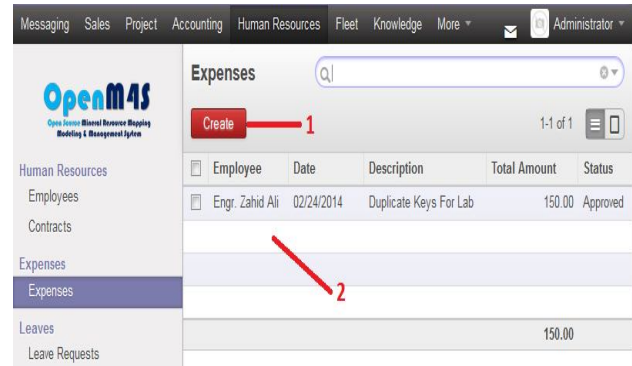 Messaging Sales Project Accounting Human Resources Fleet Knowledge More Administrator
OpenM4S
Open Source Mineral Resource Mapping
Modeling & Management System
Expenses
Create 1 1-1 of 1
Human Resources
Employees
Contracts
Expenses
Expenses
Leaves
Leave Requests
Employee Date Description Total Amount Status
Engr. Zahid Ali 02/24/2014 Duplicate Keys For Lab 150.00 Approved
2
150.00